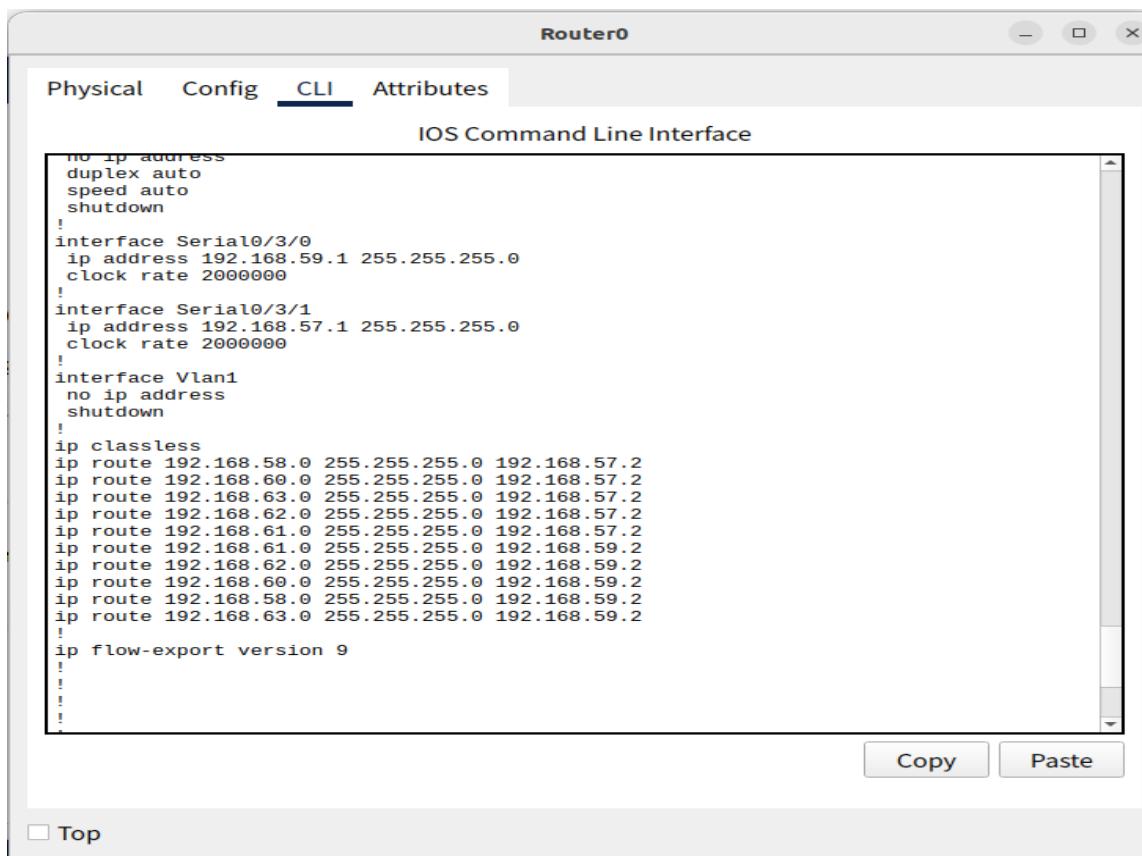 Router0
Physical Config CLI Attributes
IOS Command Line Interface
no ip address
duplex auto
speed auto
shutdown
!
interface Serial0/3/0
ip address 192.168.59.1 255.255.255.0
clock rate 2000000
!
interface Serial0/3/1
ip address 192.168.57.1 255.255.255.0
clock rate 2000000
!
interface Vlan1
no ip address
shutdown
!
ip classless
ip route 192.168.58.0 255.255.255.0 192.168.57.2
ip route 192.168.60.0 255.255.255.0 192.168.57.2
ip route 192.168.63.0 255.255.255.0 192.168.57.2
ip route 192.168.62.0 255.255.255.0 192.168.57.2
ip route 192.168.61.0 255.255.255.0 192.168.57.2
ip route 192.168.61.0 255.255.255.0 192.168.59.2
ip route 192.168.62.0 255.255.255.0 192.168.59.2
ip route 192.168.60.0 255.255.255.0 192.168.59.2
ip route 192.168.58.0 255.255.255.0 192.168.59.2
ip route 192.168.63.0 255.255.255.0 192.168.59.2
!
ip flow-export version 9
!
!
!
!
Copy Paste
Top